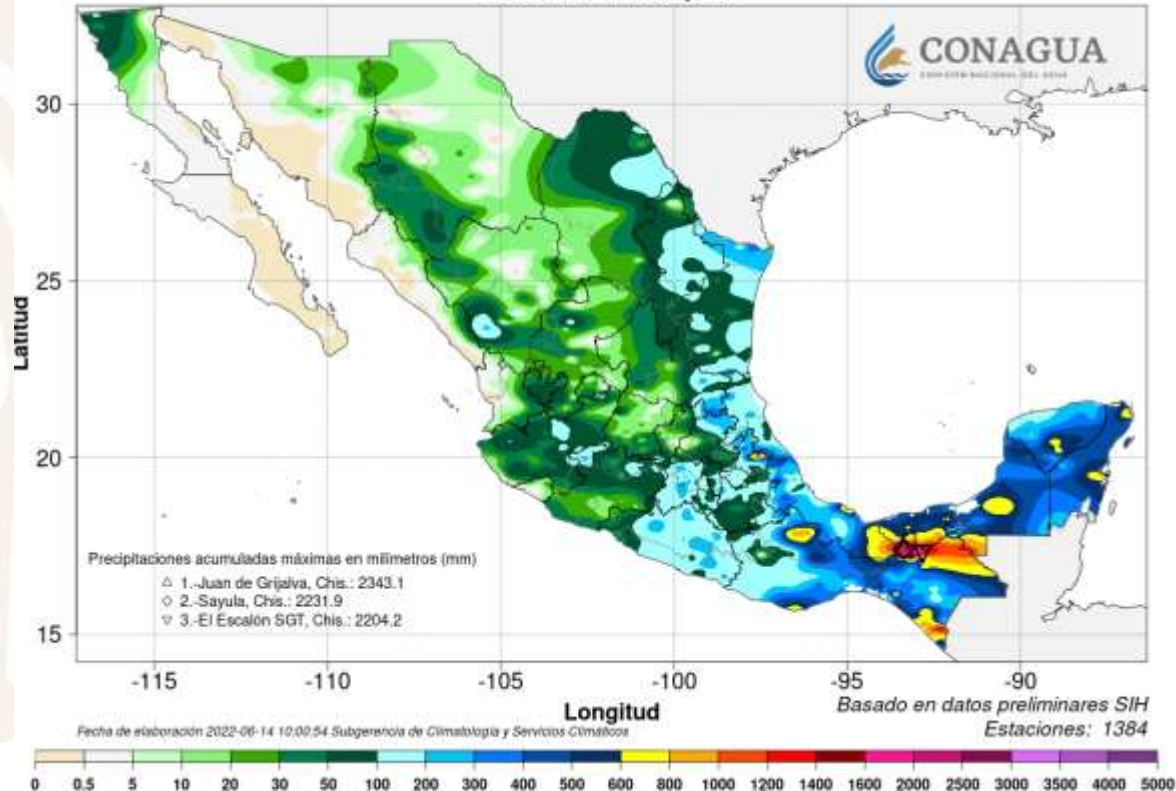 CONAGUA
COMISIÓN NACIONAL DEL AGUA
30
25
20
15
Latitud
Precipitaciones acumuladas máximas en milímetros (mm)
△ 1.-Juan de Grijalva, Chis.: 2343.1
◇ 2.-Sayula, Chis.: 2231.9
▽ 3.-El Escalón SGT, Chis.: 2204.2
-115 -110 -105 -100 -95 -90
Longitud
Basado en datos preliminares SIH
Estaciones: 1384
Fecha de elaboración 2022-06-14 10:00:54 Subgerencia de Climatología y Servicios Climáticos
0 0.5 5 10 20 30 50 100 200 300 400 500 600 800 1000 1200 1400 1600 2000 2500 3000 3500 4000 5000